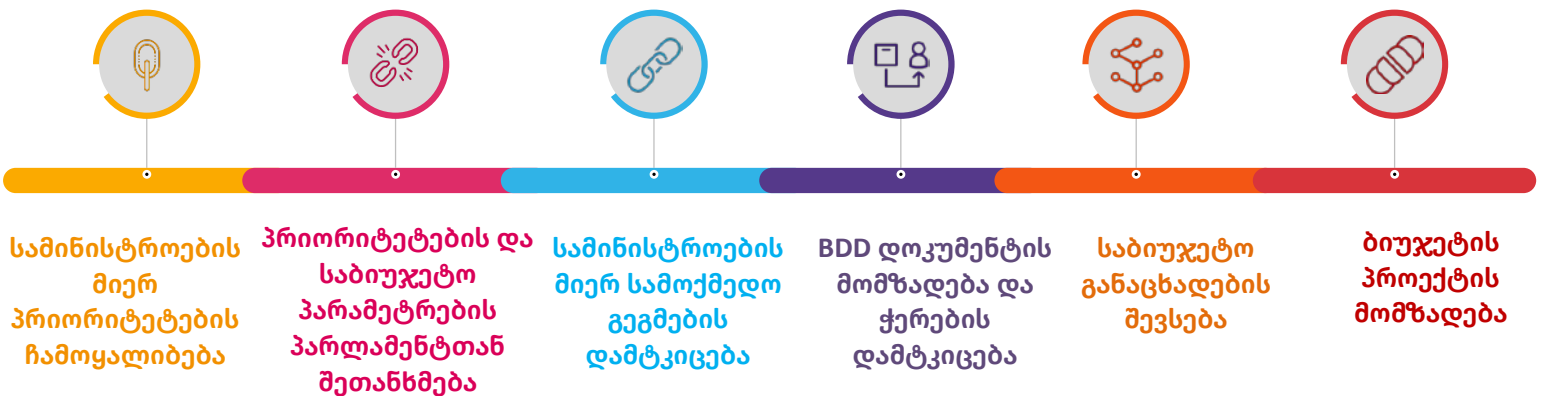 სამინისტროების
მიერ
პრიორიტეტების
ჩამოყალიბება
პრიორიტეტების და
საბიუჯეტო
პარამეტრების
პარლამენტთან
შეთანხმება
სამინისტროების
მიერ სამოქმედო
გეგმების
დამტკიცება
BDD დოკუმენტის
მომზადება და
ჭერების
დამტკიცება
საბიუჯეტო
განაცხადების
შევსება
ბიუჯეტის
პროექტის
მომზადება